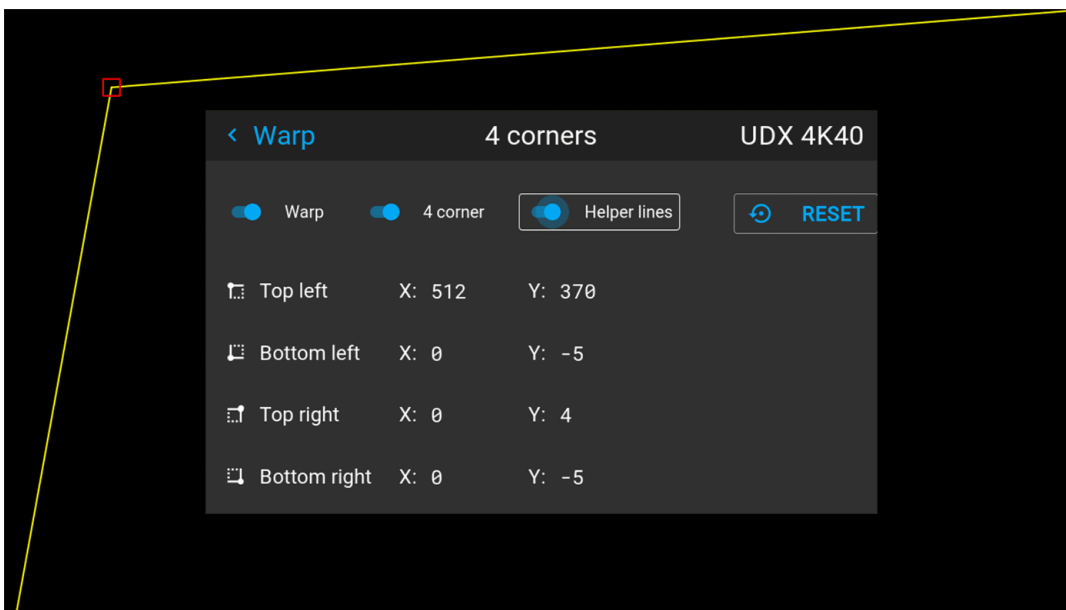 Warp 4 corners UDX 4K40
Warp 4 corner Helper lines RESET
Top left X: 512 Y: 370
Bottom left X: 0 Y: -5
Top right X: 0 Y: 4
Bottom right X: 0 Y: -5